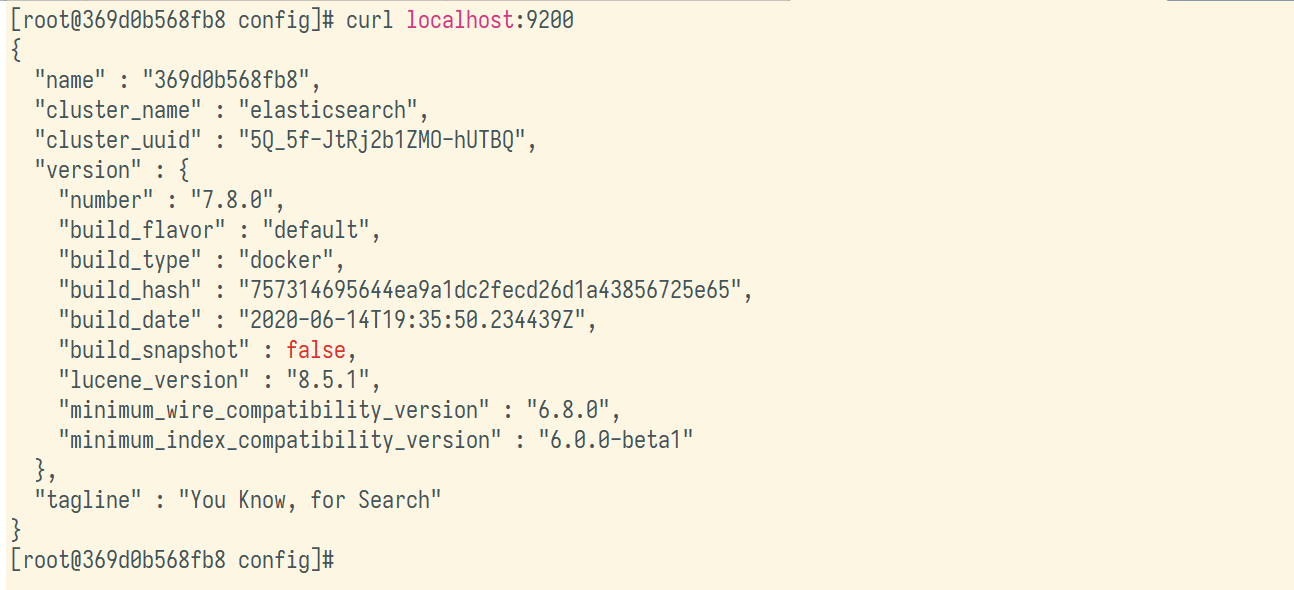 [root@369d0b568fb8 config]# curl localhost:9200
{
  "name" : "369d0b568fb8",
  "cluster_name" : "elasticsearch",
  "cluster_uuid" : "5Q_5f-JtRj2b1ZMO-hUTBQ",
  "version" : {
    "number" : "7.8.0",
    "build_flavor" : "default",
    "build_type" : "docker",
    "build_hash" : "757314695644ea9a1dc2fecd26d1a43856725e65",
    "build_date" : "2020-06-14T19:35:50.234439Z",
    "build_snapshot" : false,
    "lucene_version" : "8.5.1",
    "minimum_wire_compatibility_version" : "6.8.0",
    "minimum_index_compatibility_version" : "6.0.0-beta1"
  },
  "tagline" : "You Know, for Search"
}
[root@369d0b568fb8 config]#